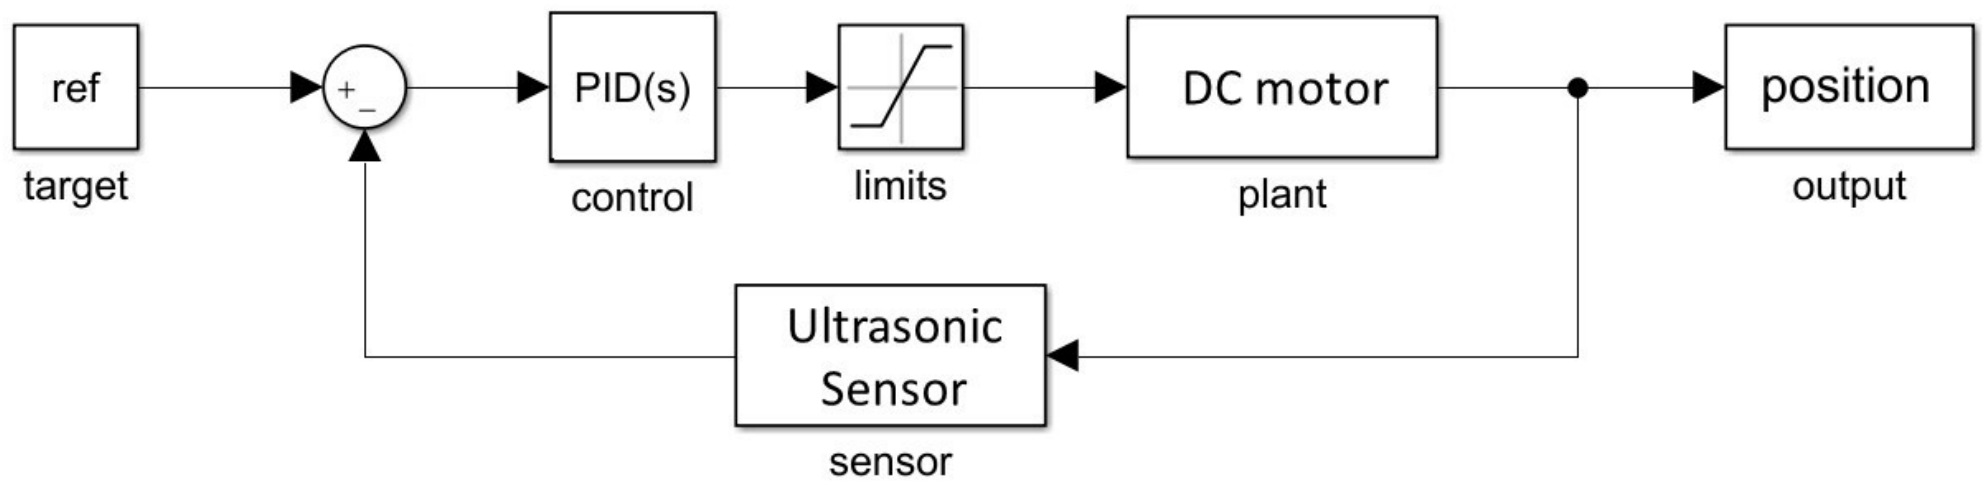 ref
target
+
_
PID(s)
control
limits
DC motor
plant
position
output
Ultrasonic
Sensor
sensor